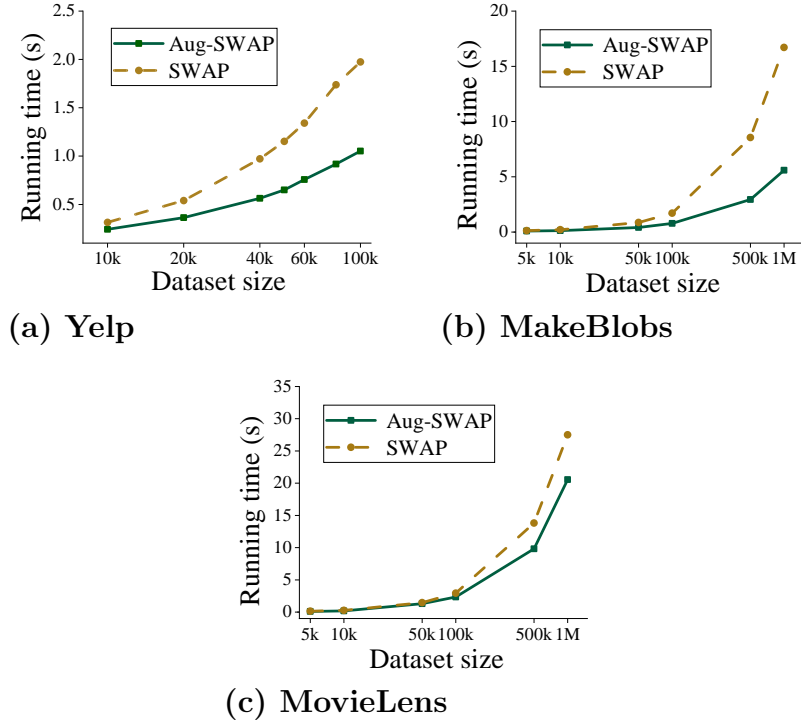 Running time (s)
2.5
2.0
1.5
1.0
0.5
Aug-SWAP
SWAP
10k 20k 40k 60k 100k
Dataset size
(a) Yelp
Running time (s)
20
15
10
5
0
Aug-SWAP
SWAP
5k 10k 50k 100k 500k 1M
Dataset size
(b) MakeBlobs
Running time (s)
35
30
25
20
15
10
5
0
Aug-SWAP
SWAP
5k 10k 50k 100k 500k 1M
Dataset size
(c) MovieLens